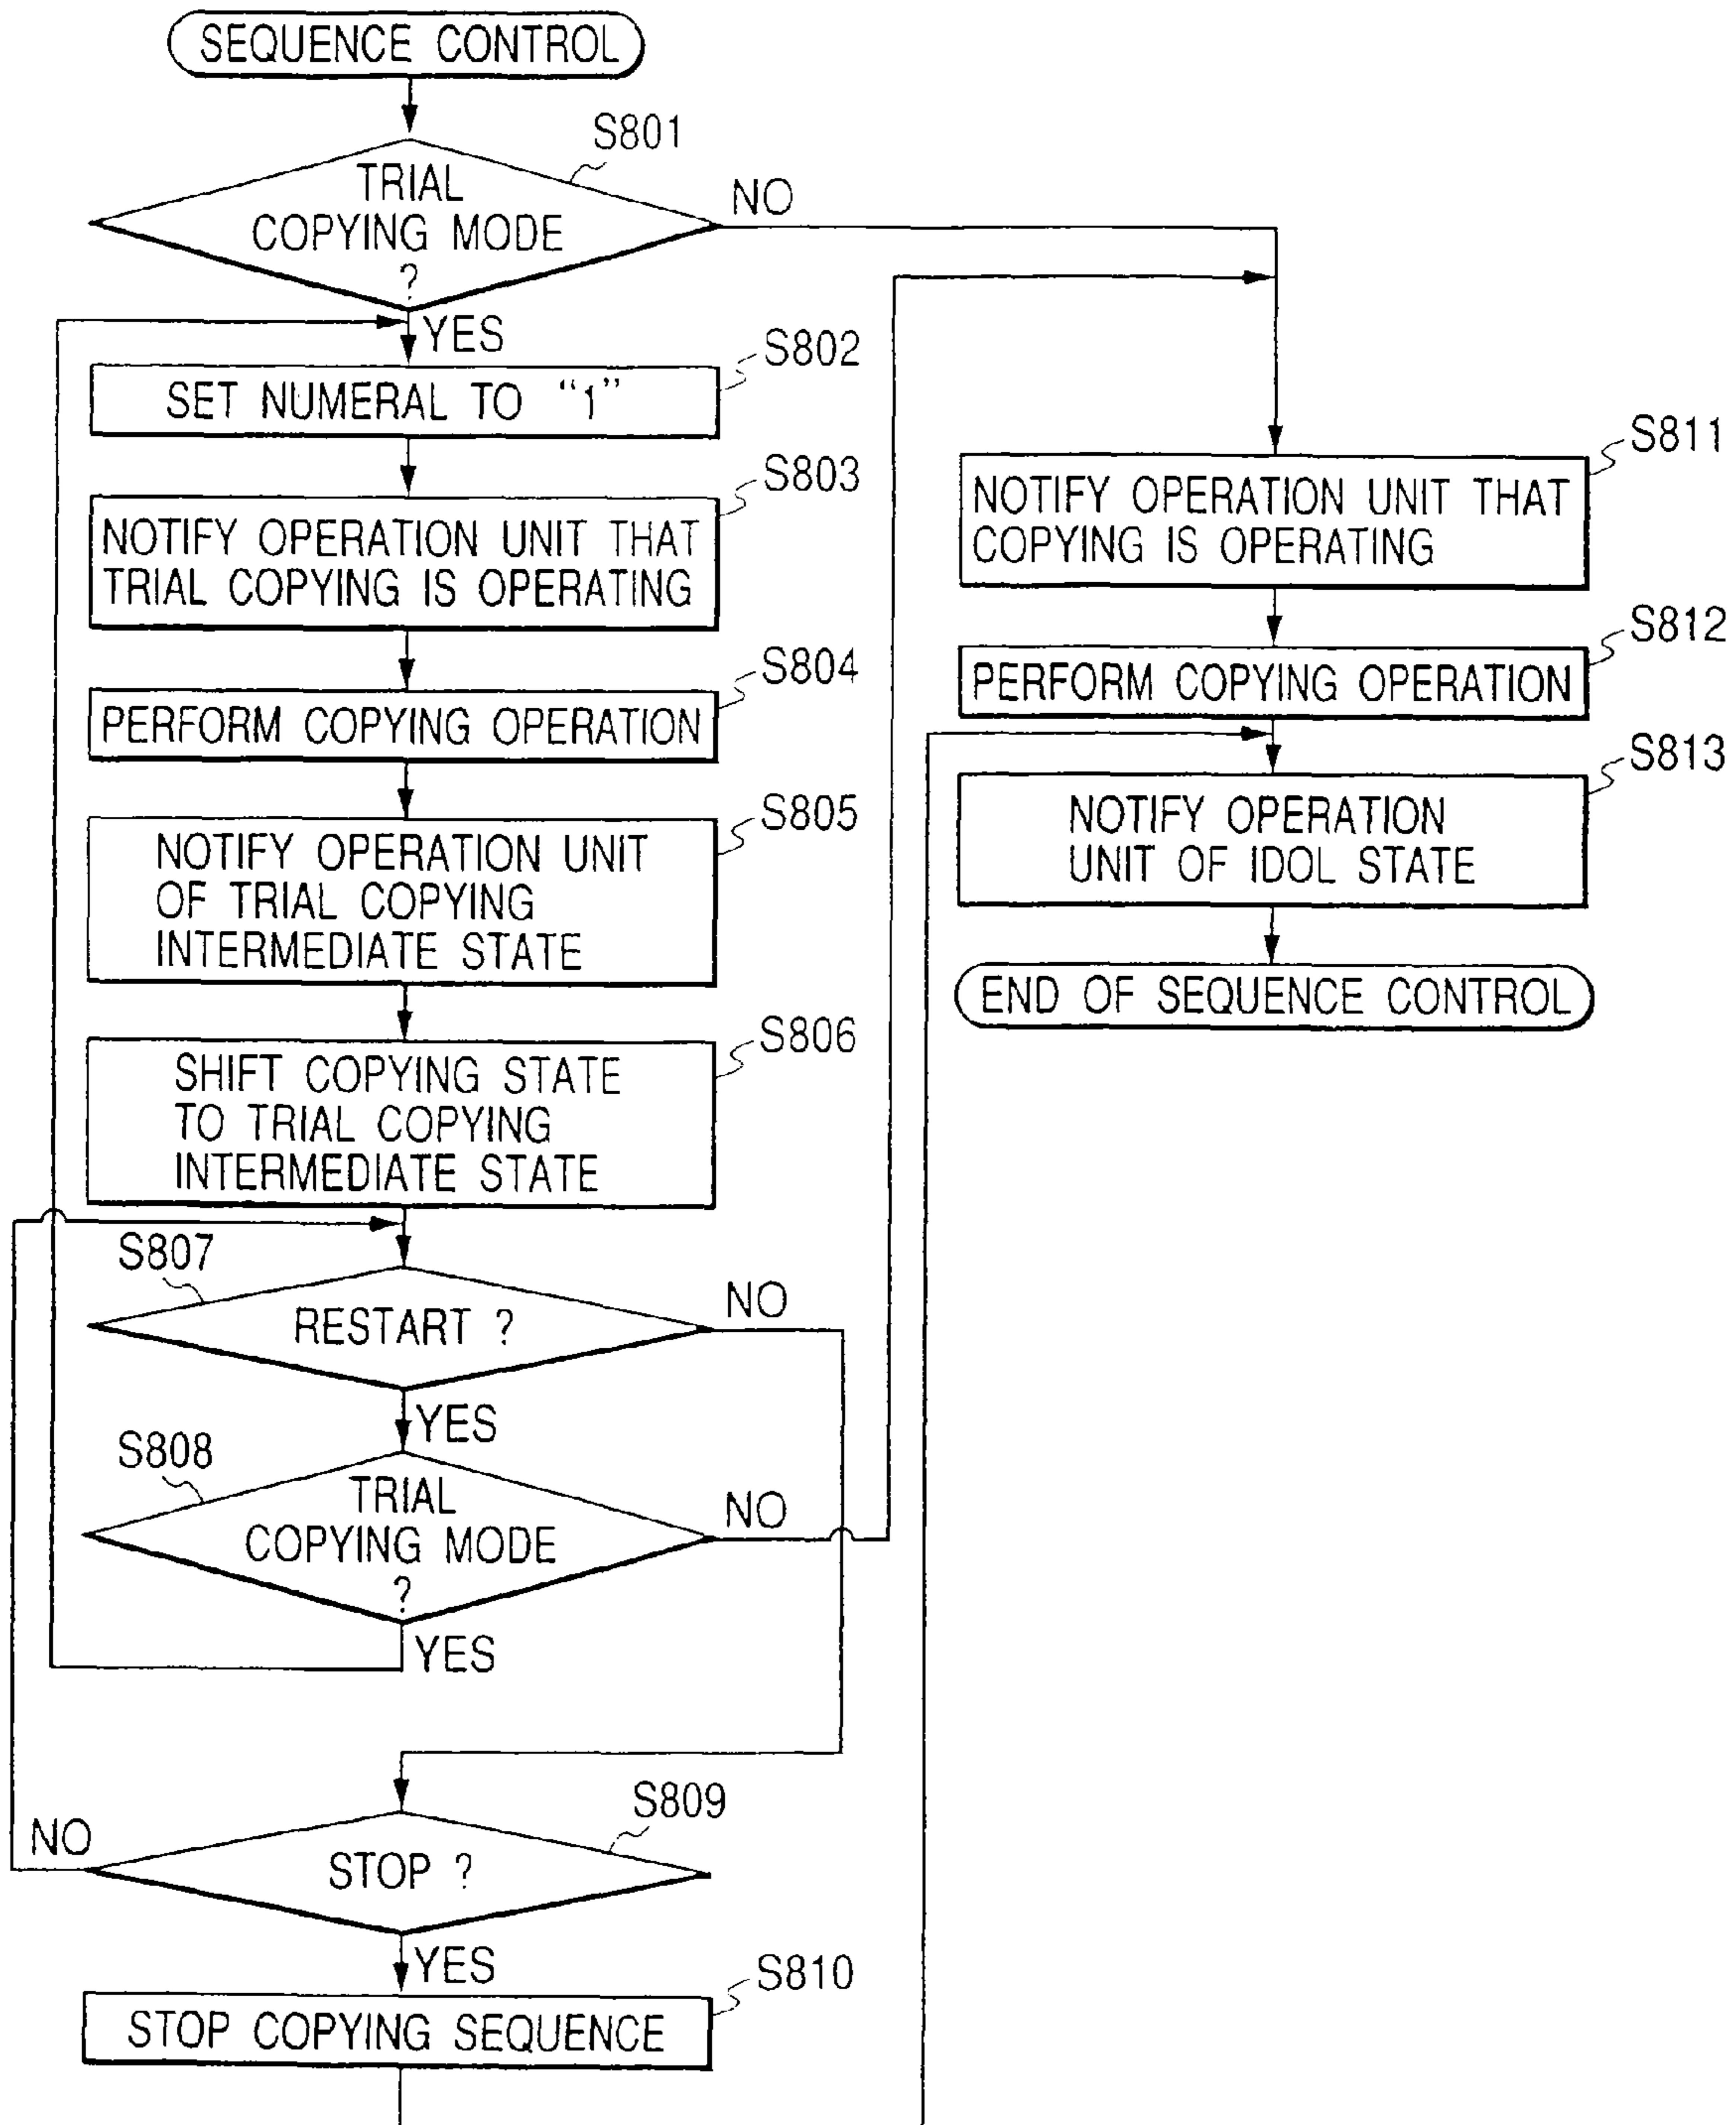 SEQUENCE CONTROL
S801
TRIAL
COPYING MODE
?
NO
YES
S802
SET NUMERAL TO “1”
S803
NOTIFY OPERATION UNIT THAT
TRIAL COPYING IS OPERATING
S804
PERFORM COPYING OPERATION
S805
NOTIFY OPERATION UNIT
OF TRIAL COPYING
INTERMEDIATE STATE
S806
SHIFT COPYING STATE
TO TRIAL COPYING
INTERMEDIATE STATE
S807
RESTART ?
NO
YES
S808
TRIAL
COPYING MODE
?
NO
YES
S809
STOP ?
NO
YES
S810
STOP COPYING SEQUENCE
S811
NOTIFY OPERATION UNIT THAT
COPYING IS OPERATING
S812
PERFORM COPYING OPERATION
S813
NOTIFY OPERATION
UNIT OF IDOL STATE
END OF SEQUENCE CONTROL